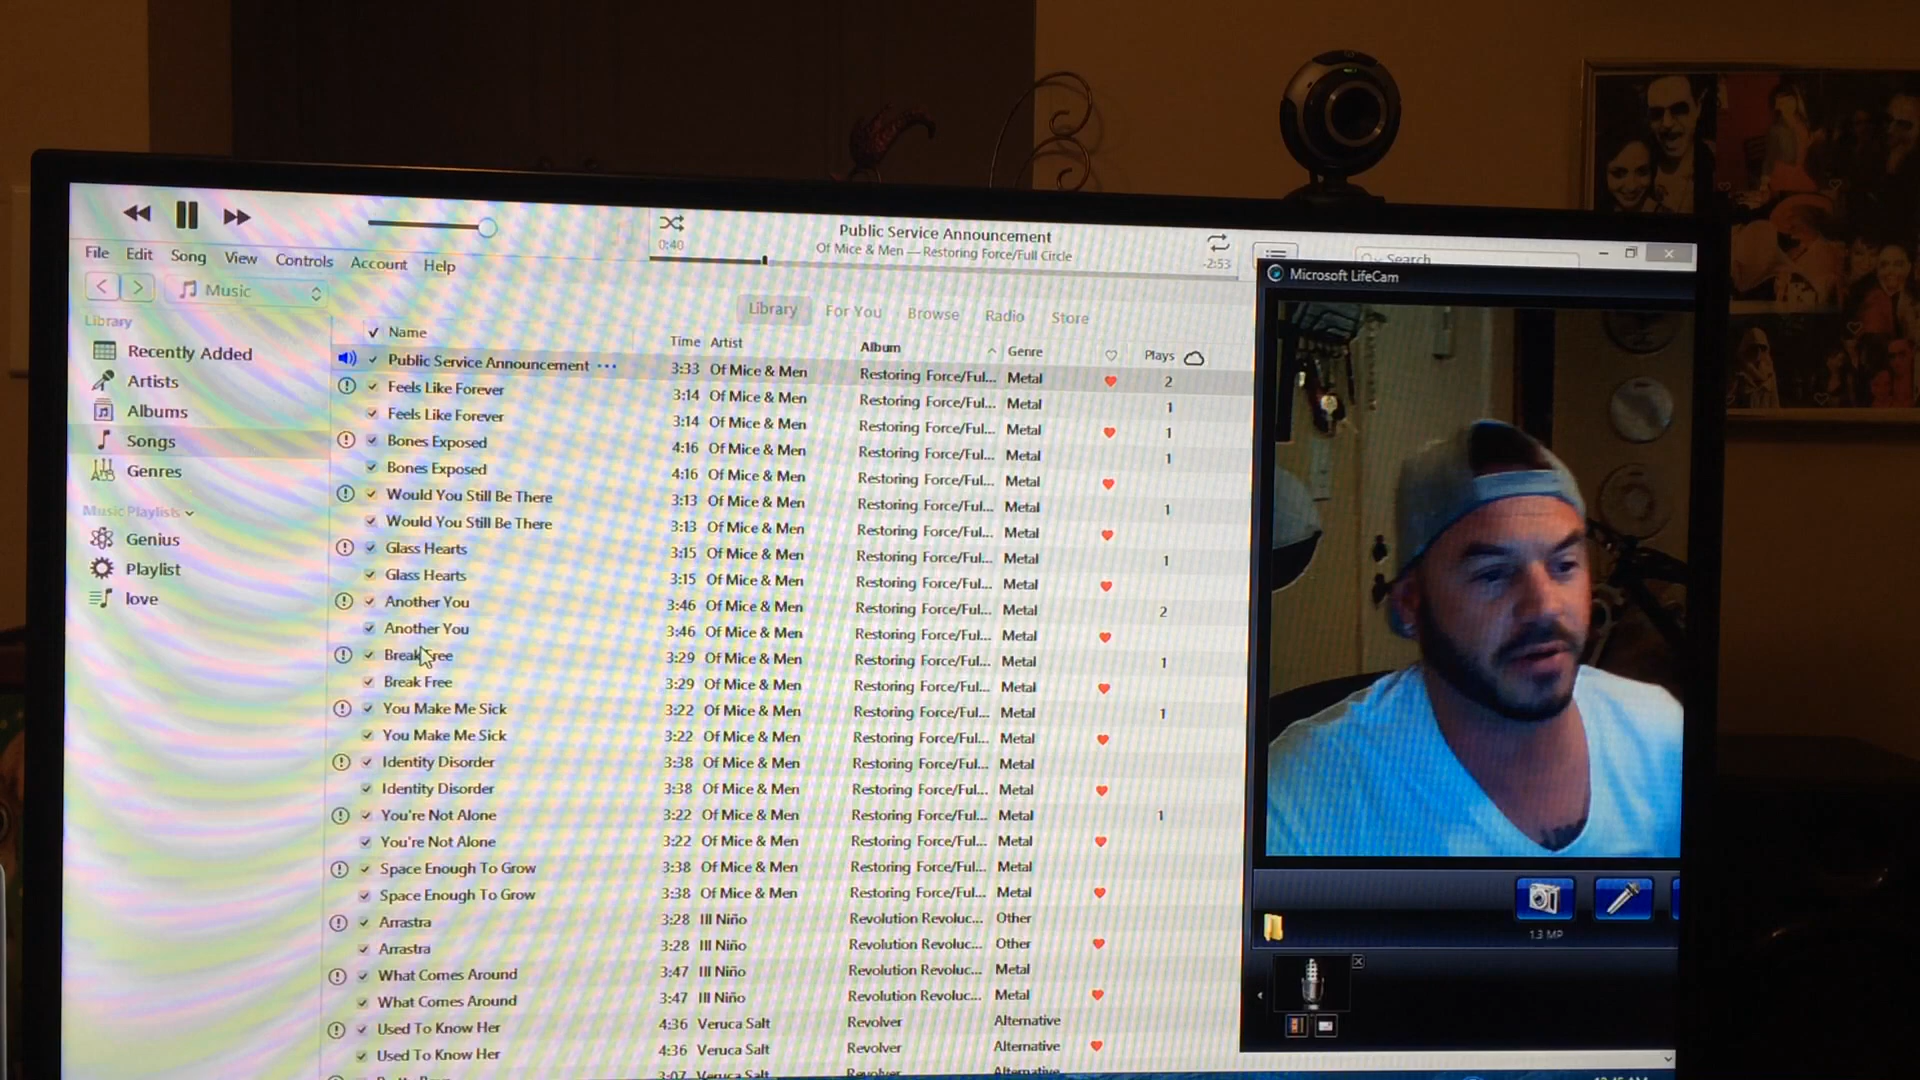 Public Service Announcement
Of Mice & Men — Restoring Force/Full Circle
0:40
-2:53
Search
File Edit Song View Controls Account Help
Microsoft LifeCam
Music
Library For You Browse Radio Store
Library
Recently Added
Artists
Albums
Songs
Genres
Music Playlists
Genius
Playlist
love
Name Time Artist Album Genre Plays
Public Service Announcement ··· 3:33 Of Mice & Men Restoring Force/Ful... Metal 2
Feels Like Forever 3:14 Of Mice & Men Restoring Force/Ful... Metal 1
Feels Like Forever 3:14 Of Mice & Men Restoring Force/Ful... Metal 1
Bones Exposed 4:16 Of Mice & Men Restoring Force/Ful... Metal 1
Bones Exposed 4:16 Of Mice & Men Restoring Force/Ful... Metal
Would You Still Be There 3:13 Of Mice & Men Restoring Force/Ful... Metal 1
Would You Still Be There 3:13 Of Mice & Men Restoring Force/Ful... Metal
Glass Hearts 3:15 Of Mice & Men Restoring Force/Ful... Metal 1
Glass Hearts 3:15 Of Mice & Men Restoring Force/Ful... Metal
Another You 3:46 Of Mice & Men Restoring Force/Ful... Metal 2
Another You 3:46 Of Mice & Men Restoring Force/Ful... Metal
Break Free 3:29 Of Mice & Men Restoring Force/Ful... Metal 1
Break Free 3:29 Of Mice & Men Restoring Force/Ful... Metal
You Make Me Sick 3:22 Of Mice & Men Restoring Force/Ful... Metal 1
You Make Me Sick 3:22 Of Mice & Men Restoring Force/Ful... Metal
Identity Disorder 3:38 Of Mice & Men Restoring Force/Ful... Metal
Identity Disorder 3:38 Of Mice & Men Restoring Force/Ful... Metal
You're Not Alone 3:22 Of Mice & Men Restoring Force/Ful... Metal 1
You're Not Alone 3:22 Of Mice & Men Restoring Force/Ful... Metal
Space Enough To Grow 3:38 Of Mice & Men Restoring Force/Ful... Metal
Space Enough To Grow 3:38 Of Mice & Men Restoring Force/Ful... Metal
Arrastra 3:28 Ill Niño Revolution Revoluc... Other
Arrastra 3:28 Ill Niño Revolution Revoluc... Other
What Comes Around 3:47 Ill Niño Revolution Revoluc... Metal
What Comes Around 3:47 Ill Niño Revolution Revoluc... Metal
Used To Know Her 4:36 Veruca Salt Revolver Alternative
Used To Know Her 4:36 Veruca Salt Revolver Alternative
3:07 Veruca Salt Revolver Alternative
1.3 MP